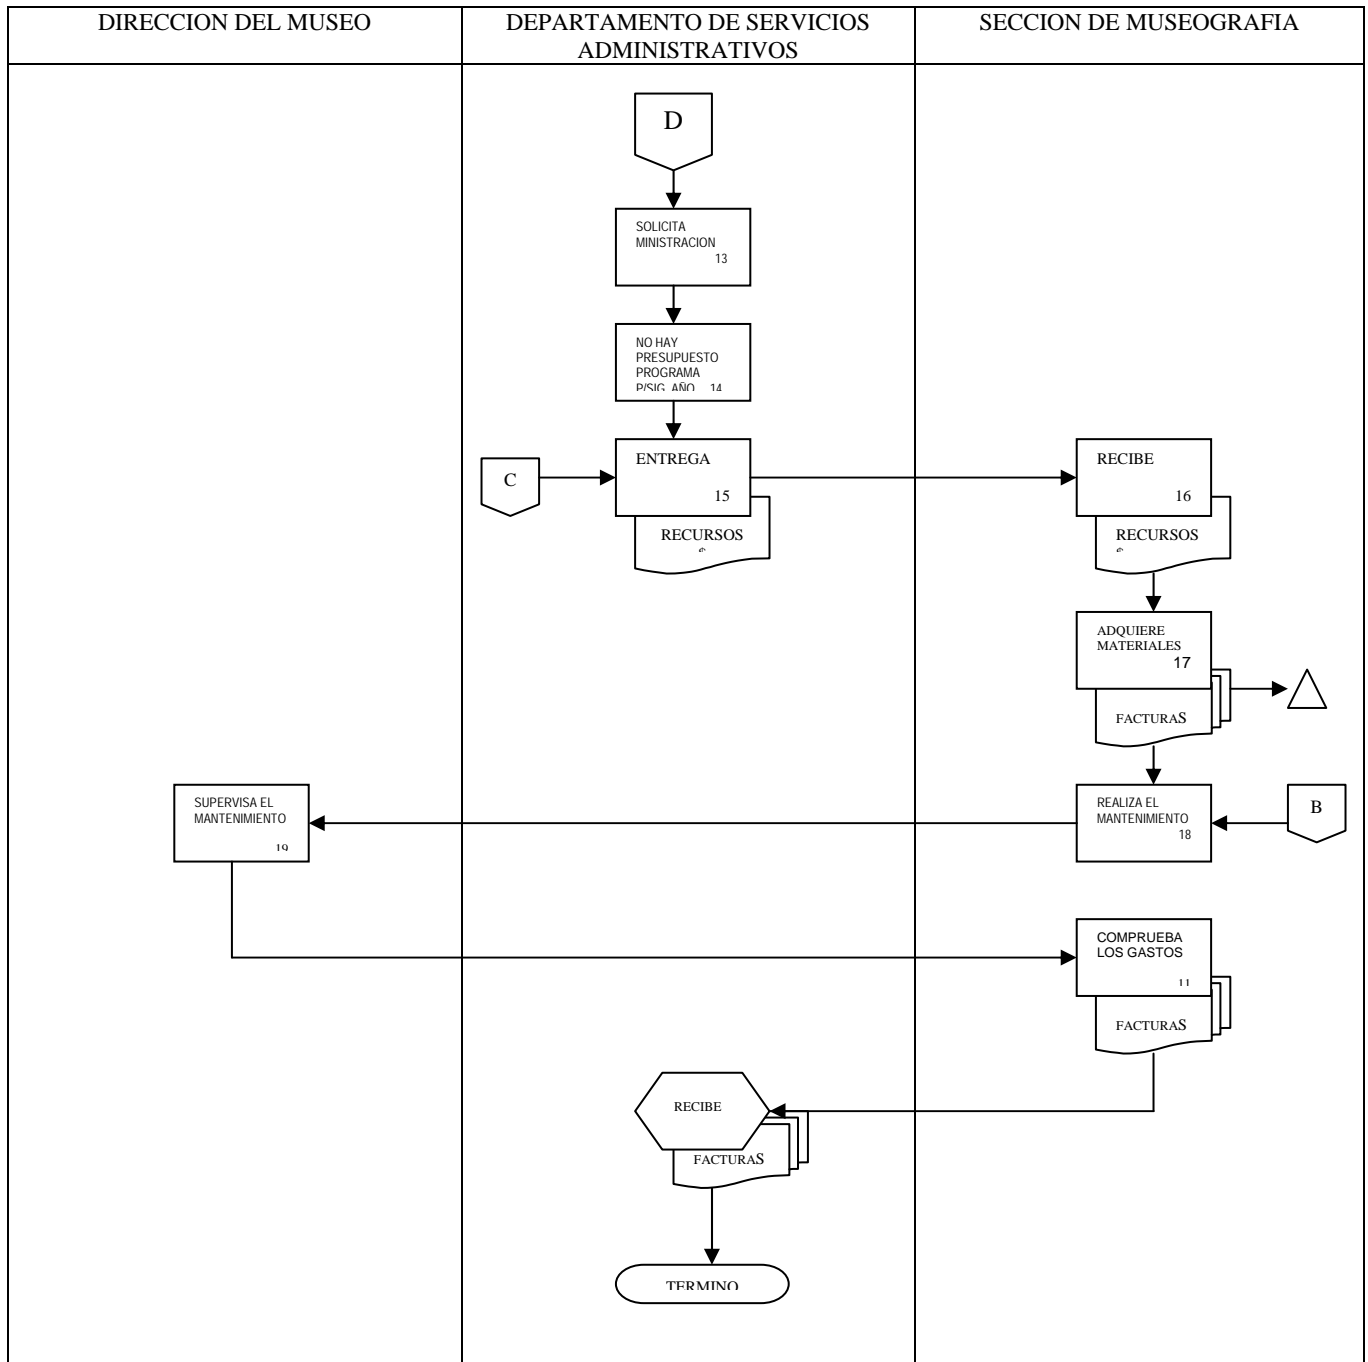 DIRECCION DEL MUSEO
DEPARTAMENTO DE SERVICIOS
ADMINISTRATIVOS
SECCION DE MUSEOGRAFIA
D
SOLICITA
MINISTRACION
13
NO HAY
PRESUPUESTO
PROGRAMA
P/SIG. AÑO 14
C
ENTREGA
15
RECURSOS
$
RECIBE
16
RECURSOS
$
ADQUIERE
MATERIALES
17
FACTURAS
SUPERVISA EL
MANTENIMIENTO
19
REALIZA EL
MANTENIMIENTO
18
B
COMPRUEBA
LOS GASTOS
11
FACTURAS
RECIBE
FACTURAS
TERMINO